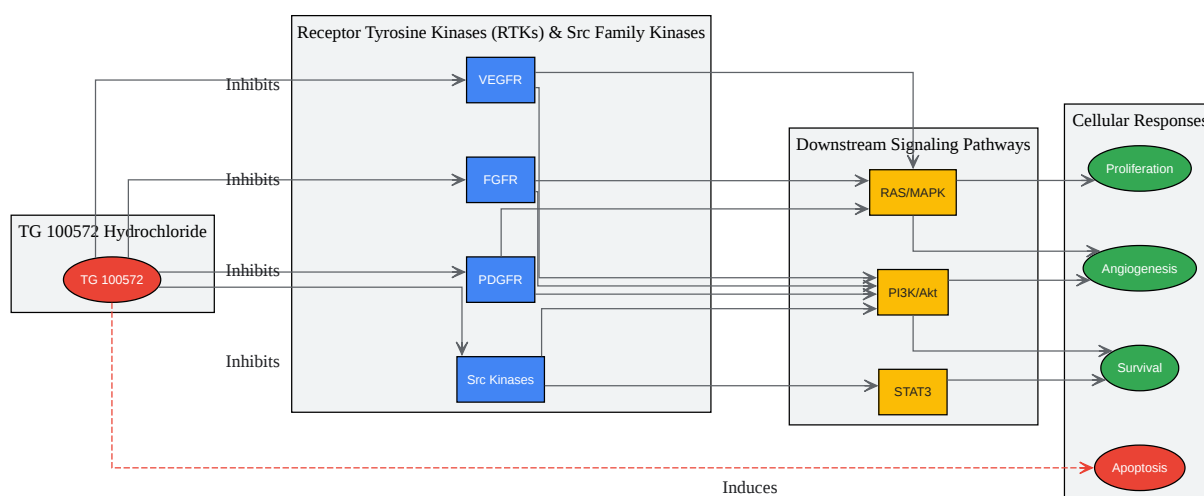 Receptor Tyrosine Kinases (RTKs) & Src Family Kinases
VEGFR
Inhibits
FGFR
Inhibits
PDGFR
Inhibits
Src Kinases
Inhibits
TG 100572 Hydrochloride
TG 100572
Downstream Signaling Pathways
RAS/MAPK
PI3K/Akt
STAT3
Cellular Responses
Proliferation
Angiogenesis
Survival
Apoptosis
Induces